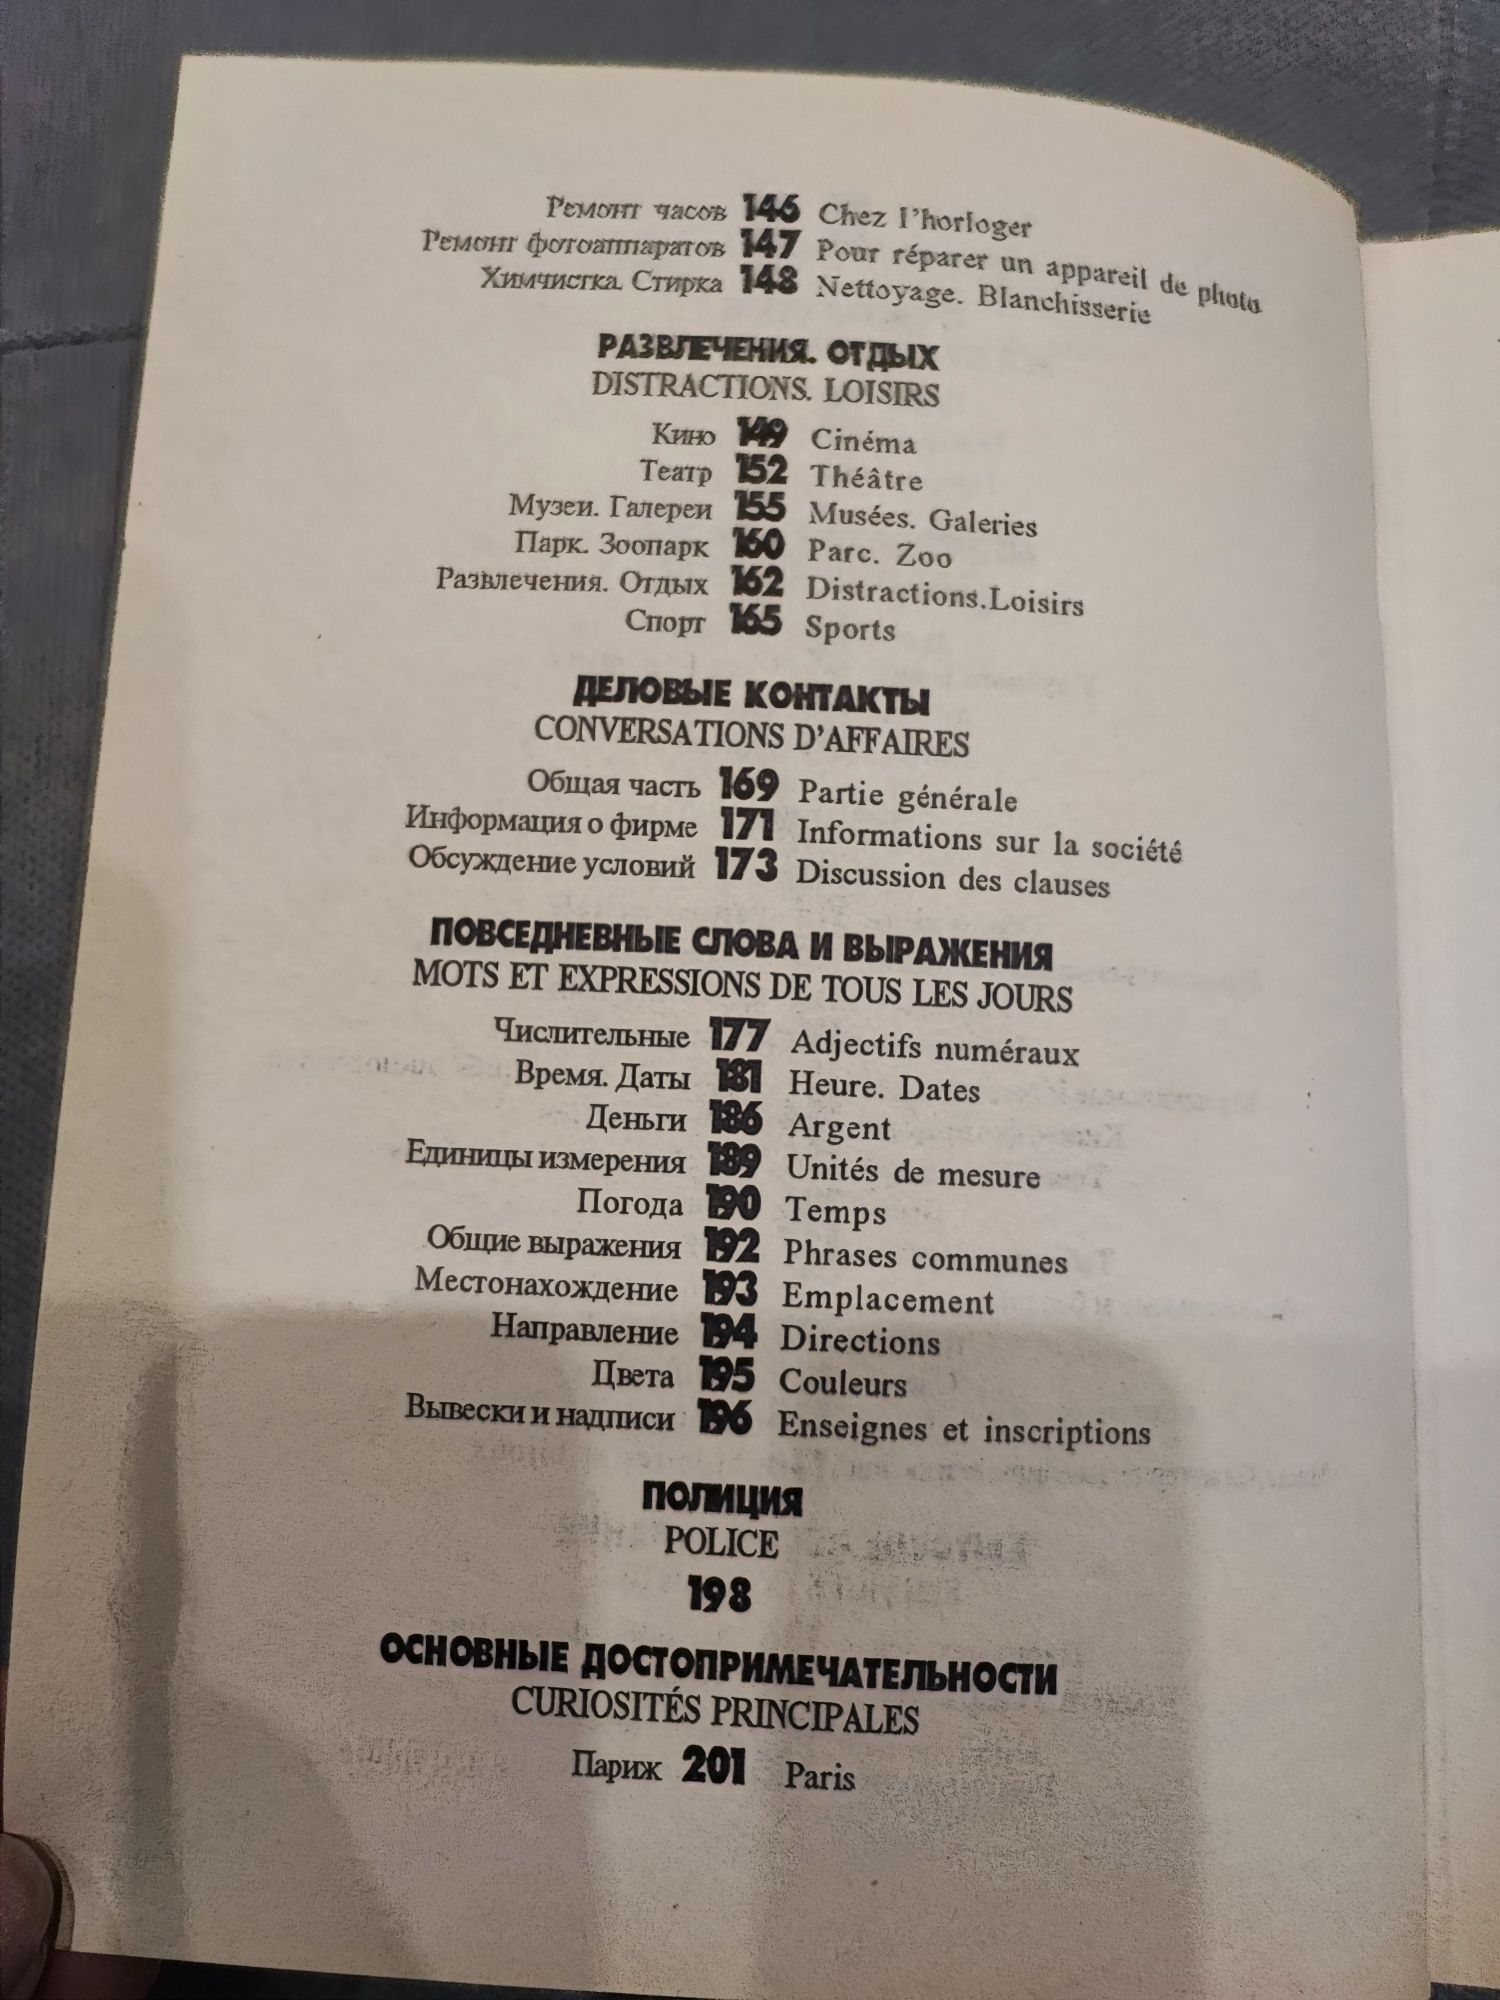 Ремонт часов 146 Chez l'horloger
Ремонт фотоаппаратов 147 Pour réparer un appareil de photo
Химчистка. Стирка 148 Nettoyage. Blanchisserie
РАЗВЛЕЧЕНИЯ. ОТДЫХ
DISTRACTIONS. LOISIRS
Кино 149 Cinéma
Театр 152 Théâtre
Музеи. Галереи 155 Musées. Galeries
Парк. Зоопарк 160 Parc. Zoo
Развлечения. Отдых 162 Distractions.Loisirs
Спорт 165 Sports
ДЕЛОВЫЕ КОНТАКТЫ
CONVERSATIONS D'AFFAIRES
Общая часть 169 Partie générale
Информация о фирме 171 Informations sur la société
Обсуждение условий 173 Discussion des clauses
ПОВСЕДНЕВНЫЕ СЛОВА И ВЫРАЖЕНИЯ
MOTS ET EXPRESSIONS DE TOUS LES JOURS
Числительные 177 Adjectifs numéraux
Время. Даты 181 Heure. Dates
Деньги 186 Argent
Единицы измерения 189 Unités de mesure
Погода 190 Temps
Общие выражения 192 Phrases communes
Местонахождение 193 Emplacement
Направление 194 Directions
Цвета 195 Couleurs
Вывески и надписи 196 Enseignes et inscriptions
ПОЛИЦИЯ
POLICE
198
ОСНОВНЫЕ ДОСТОПРИМЕЧАТЕЛЬНОСТИ
CURIOSITÉS PRINCIPALES
Париж 201 Paris